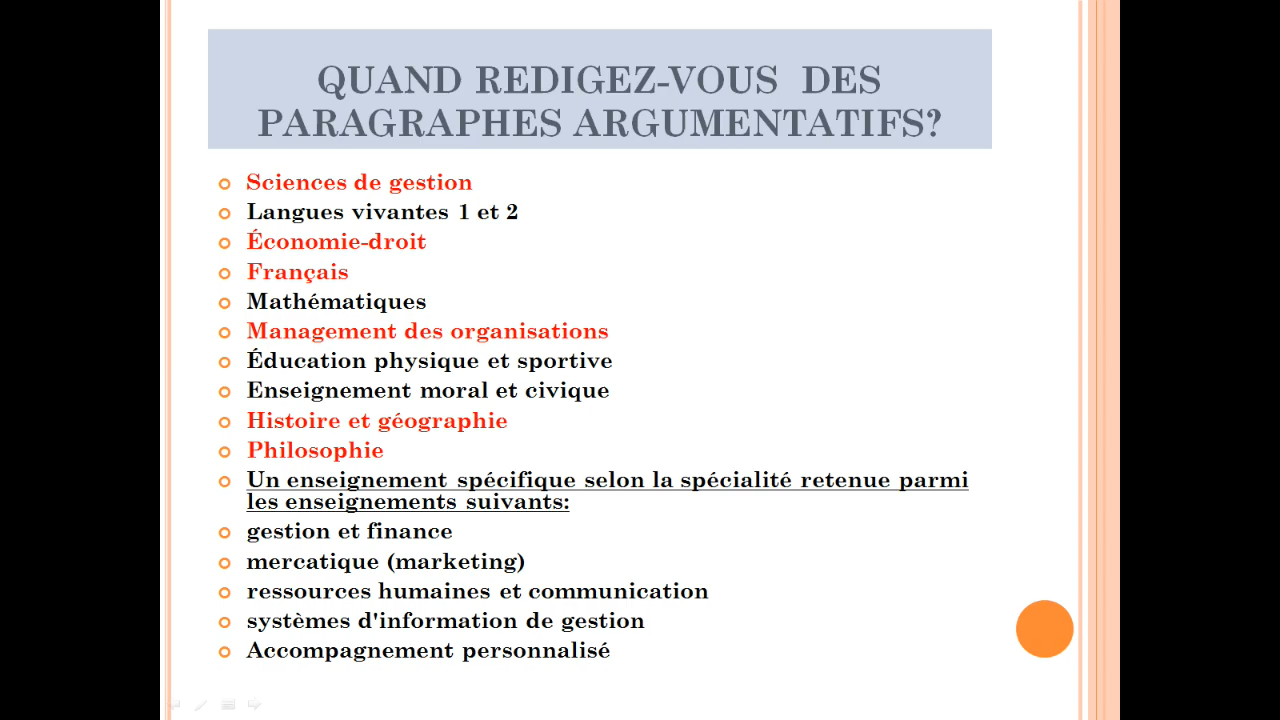 QUAND REDIGEZ-VOUS DES
PARAGRAPHES ARGUMENTATIFS?
Sciences de gestion
Langues vivantes 1 et 2
Économie-droit
Français
Mathématiques
Management des organisations
Éducation physique et sportive
Enseignement moral et civique
Histoire et géographie
Philosophie
Un enseignement spécifique selon la spécialité retenue parmi
les enseignements suivants:
gestion et finance
mercatique (marketing)
ressources humaines et communication
systèmes d'information de gestion
Accompagnement personnalisé